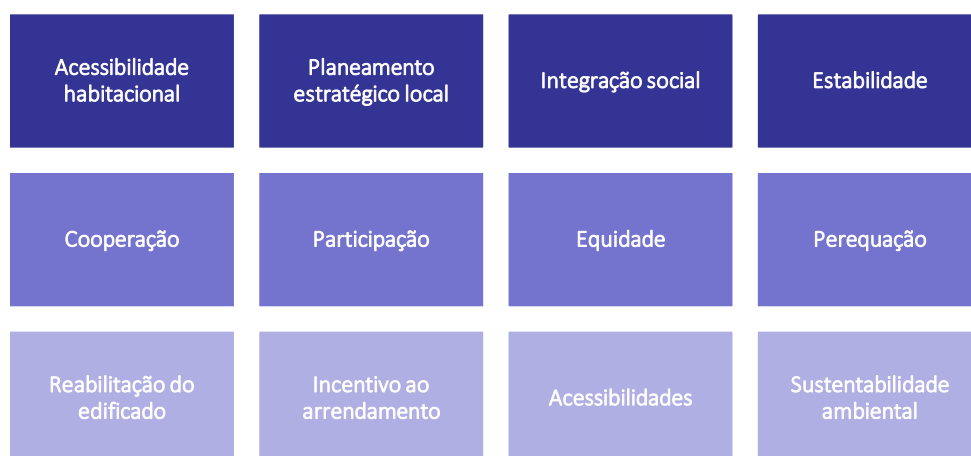 Acessibilidade
habitacional
Planeamento
estratégico local
Integração social
Estabilidade
Cooperação
Participação
Equidade
Perequação
Reabilitação do
edificado
Incentivo ao
arrendamento
Acessibilidades
Sustentabilidade
ambiental